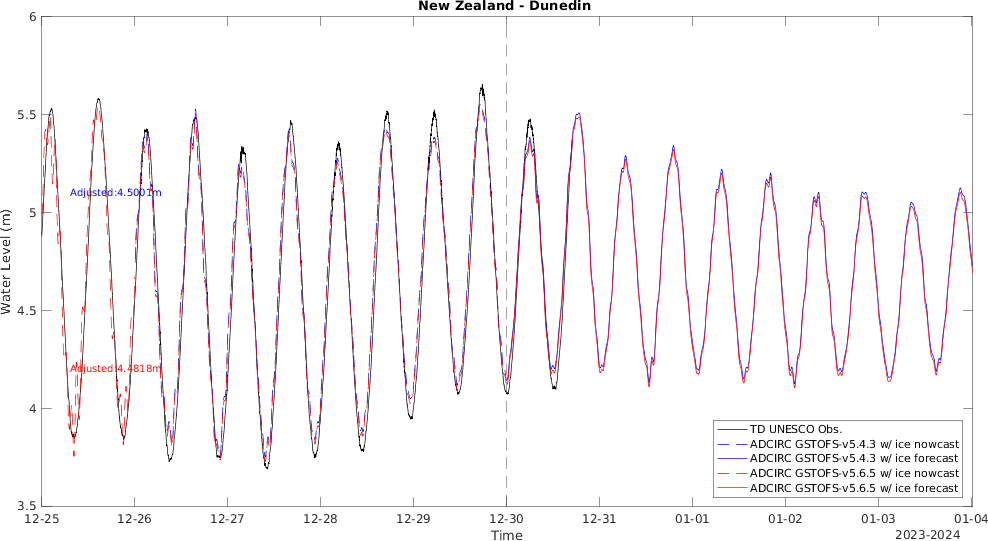 New Zealand - Dunedin
6
5.5
5
4.5
4
3.5
Water Level (m)
Adjusted:4.5001m
Adjusted:4.4818m
TD UNESCO Obs.
ADCIRC GSTOFS-v5.4.3 w/ ice nowcast
ADCIRC GSTOFS-v5.4.3 w/ ice forecast
ADCIRC GSTOFS-v5.6.5 w/ ice nowcast
ADCIRC GSTOFS-v5.6.5 w/ ice forecast
12-25 12-26 12-27 12-28 12-29 12-30 12-31 01-01 01-02 01-03 01-04
Time
2023-2024